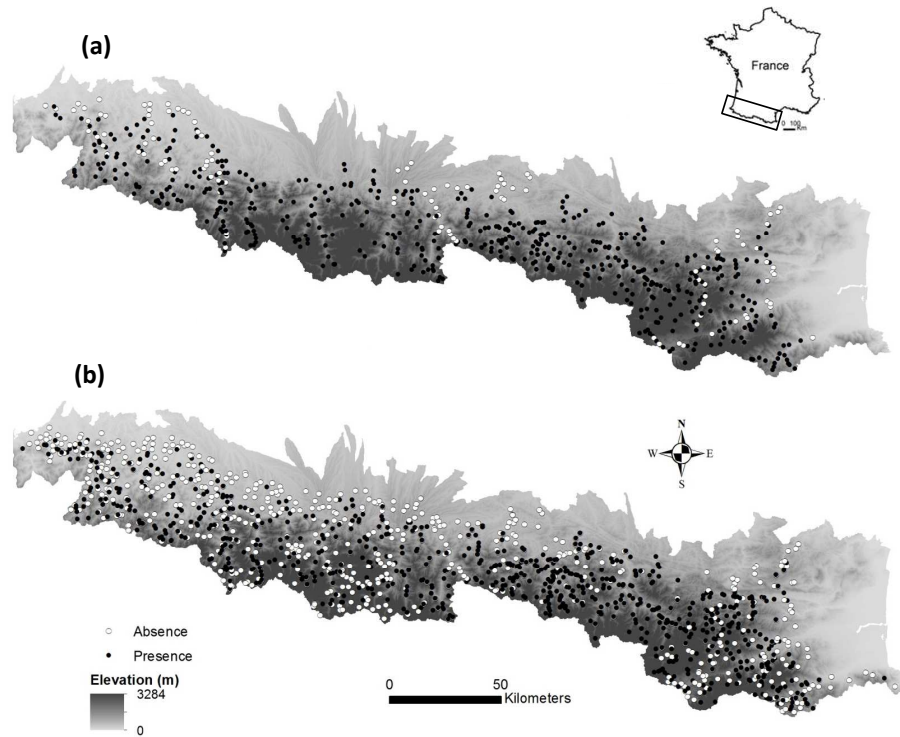 (a)
France
0 100
Km
(b)
N
W E
S
Absence
Presence
Elevation (m)
3284
0
0 50
Kilometers